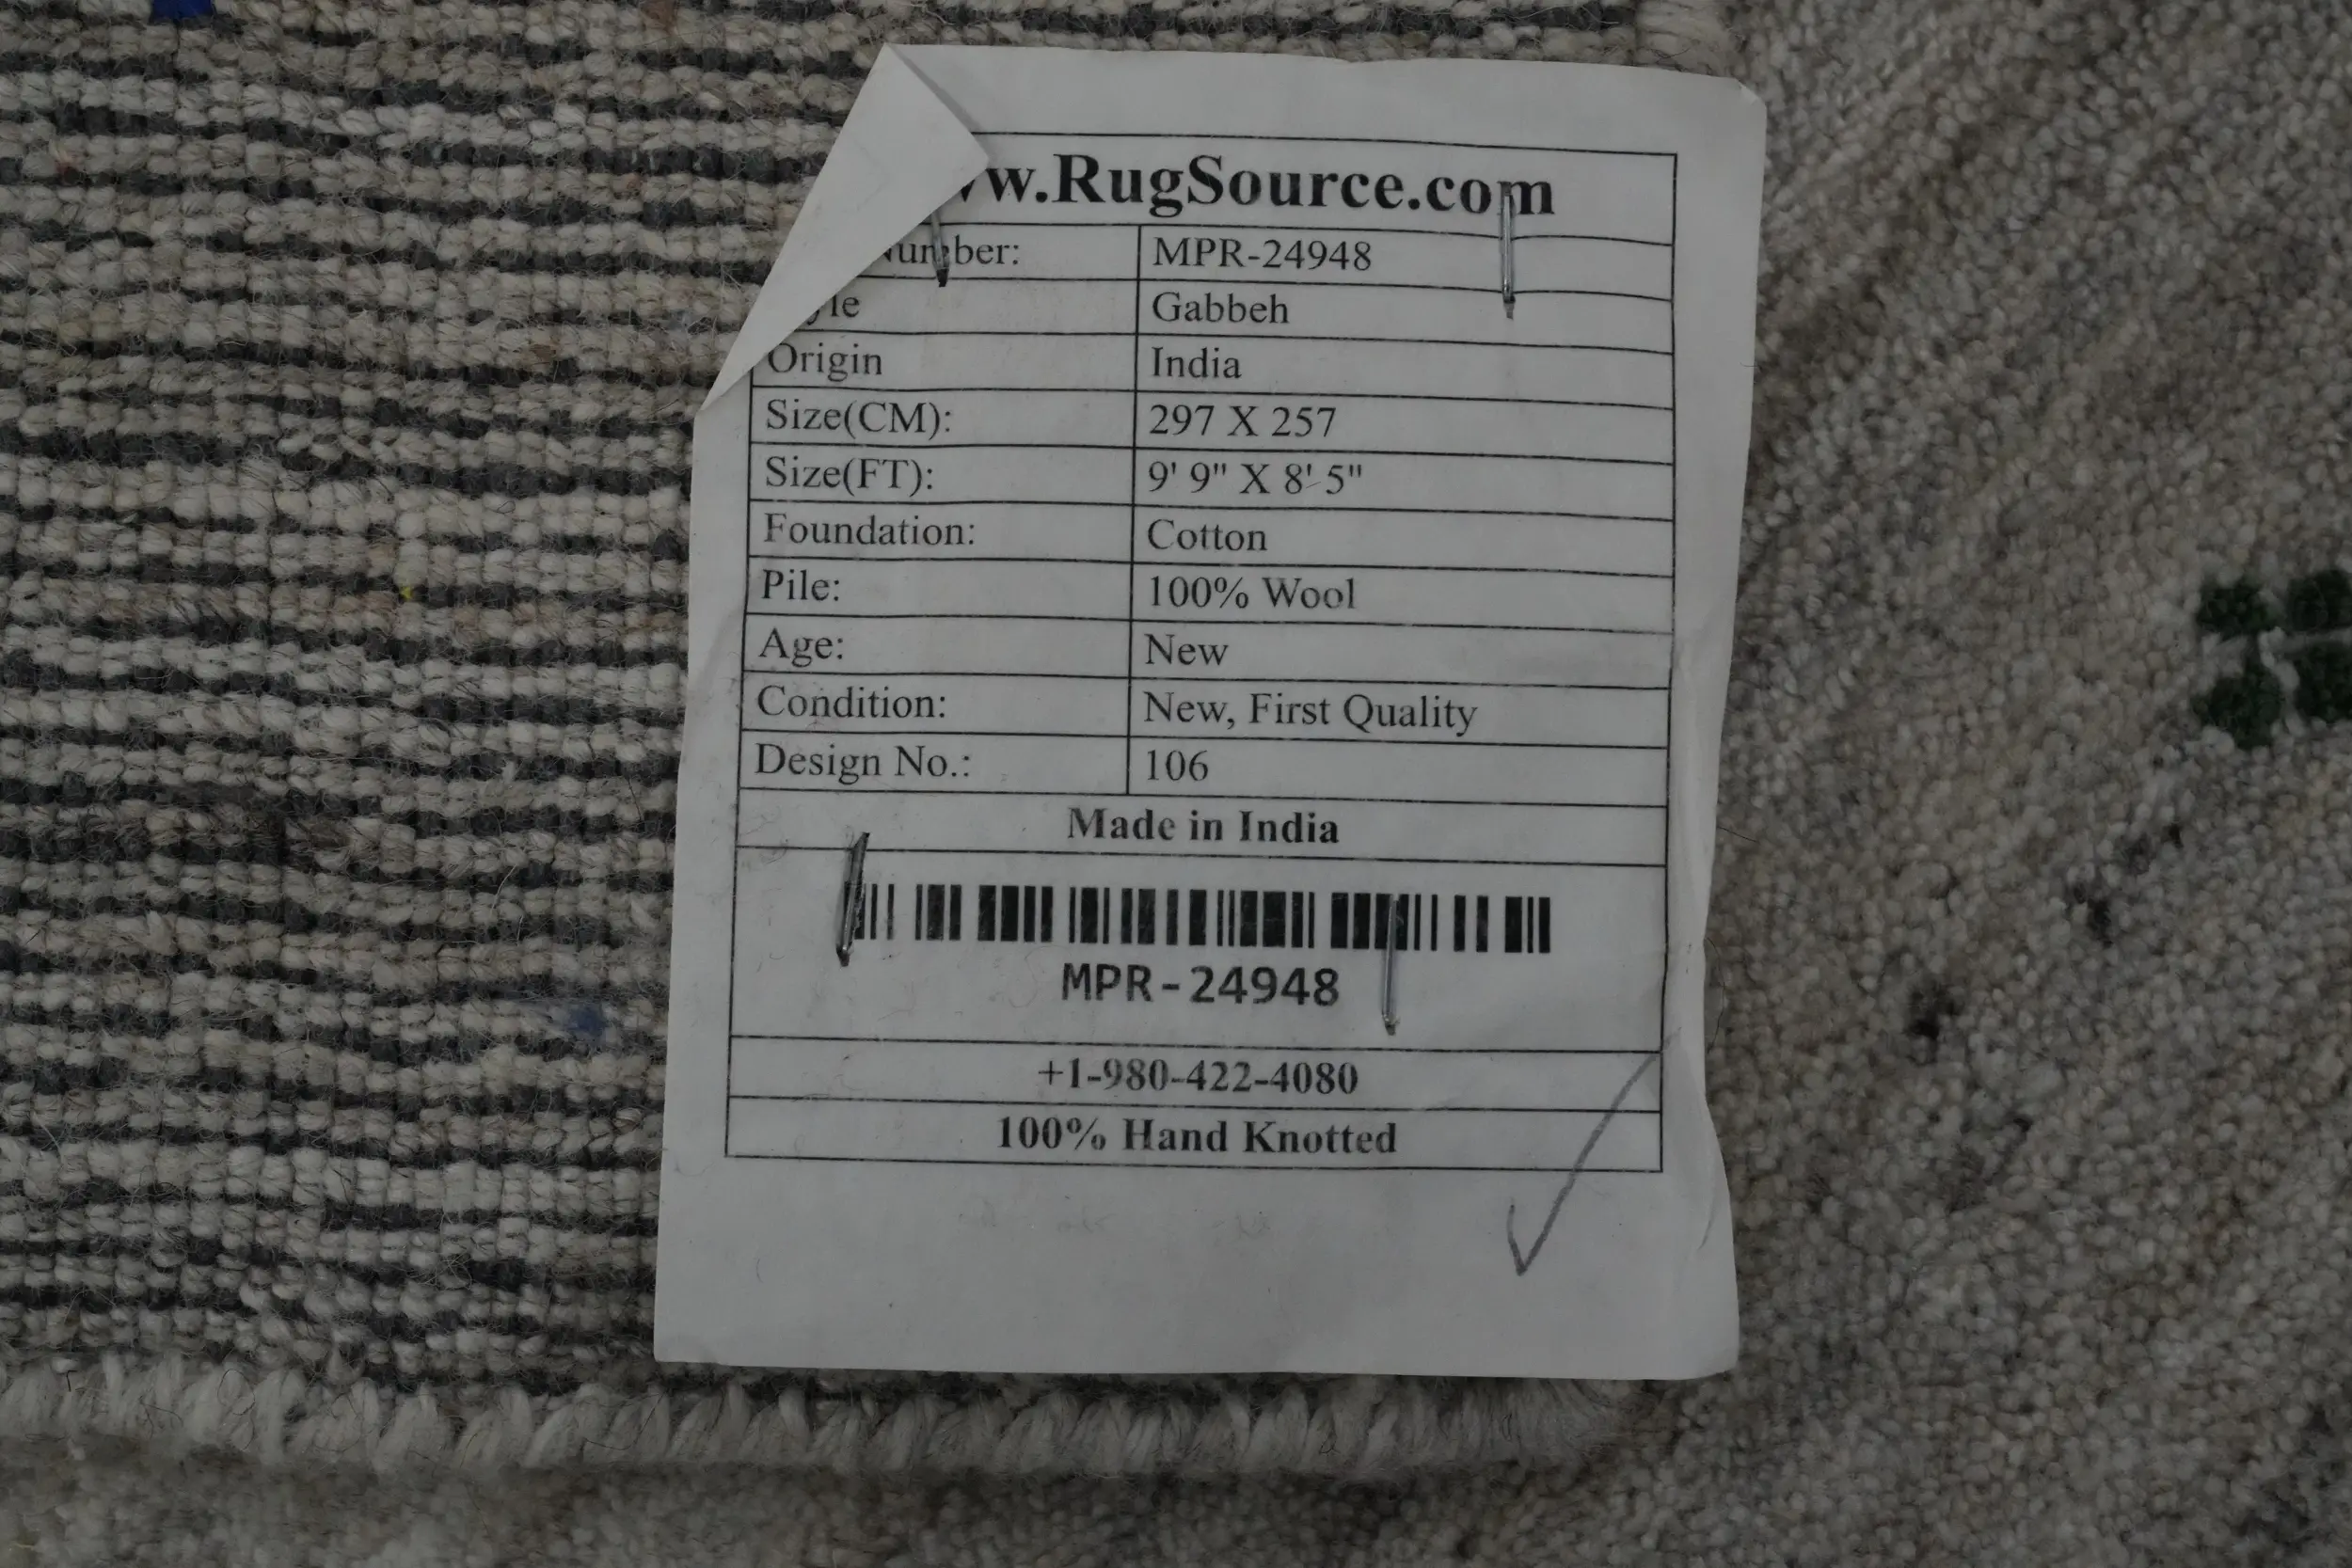 w.RugSource.com
Number: MPR-24948
yle Gabbeh
Origin India
Size(CM): 297 X 257
Size(FT): 9' 9" X 8' 5"
Foundation: Cotton
Pile: 100% Wool
Age: New
Condition: New, First Quality
Design No.: 106
Made in India
MPR-24948
+1-980-422-4080
100% Hand Knotted